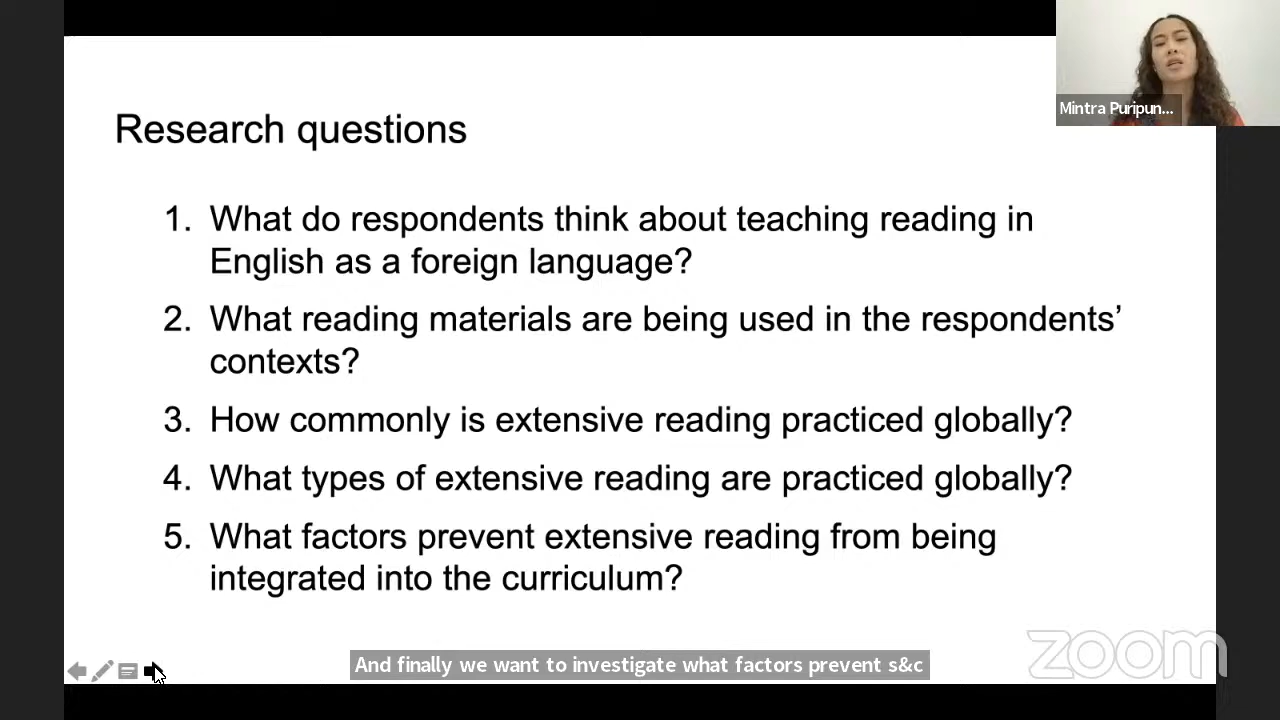 Mintra Puripun...
Research questions
1. What do respondents think about teaching reading in
English as a foreign language?
2. What reading materials are being used in the respondents’
contexts?
3. How commonly is extensive reading practiced globally?
4. What types of extensive reading are practiced globally?
5. What factors prevent extensive reading from being
integrated into the curriculum?
And finally we want to investigate what factors prevent s&c
zoom